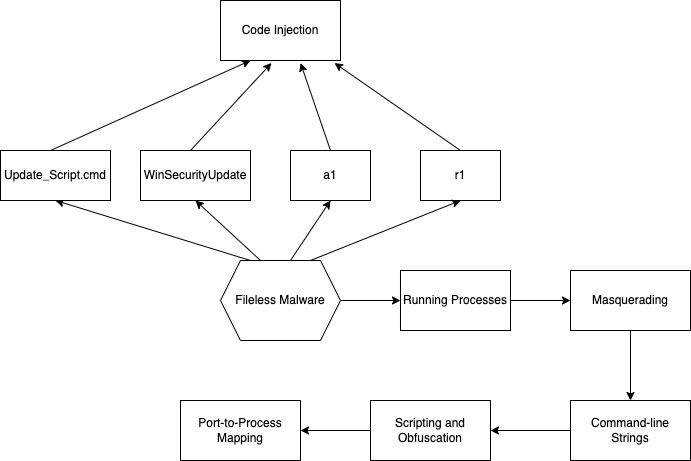 Code Injection
Update_Script.cmd
WinSecurityUpdate
a1
r1
Fileless Malware
Running Processes
Masquerading
Port-to-Process
Mapping
Scripting and
Obfuscation
Command-line
Strings